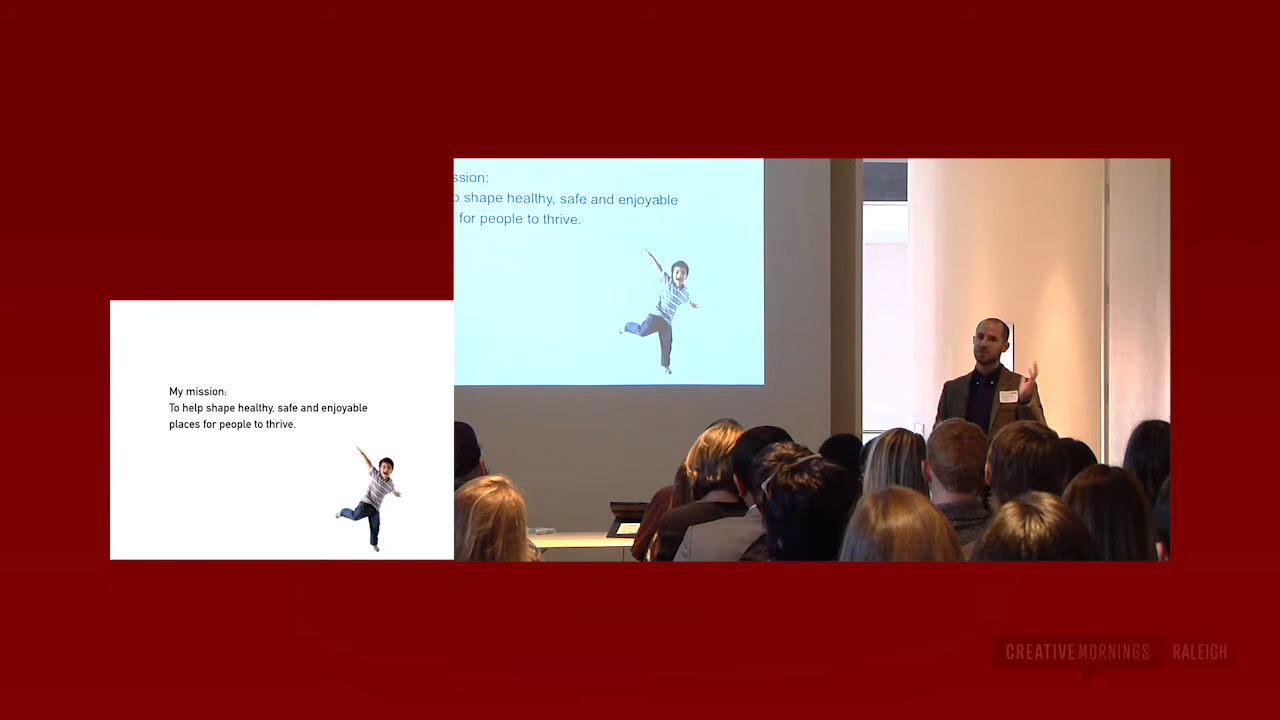 My mission:
To help shape healthy, safe and enjoyable
places for people to thrive.
ssion:
shape healthy, safe and enjoyable
for people to thrive.
CREATIVEMORNINGS RALEIGH